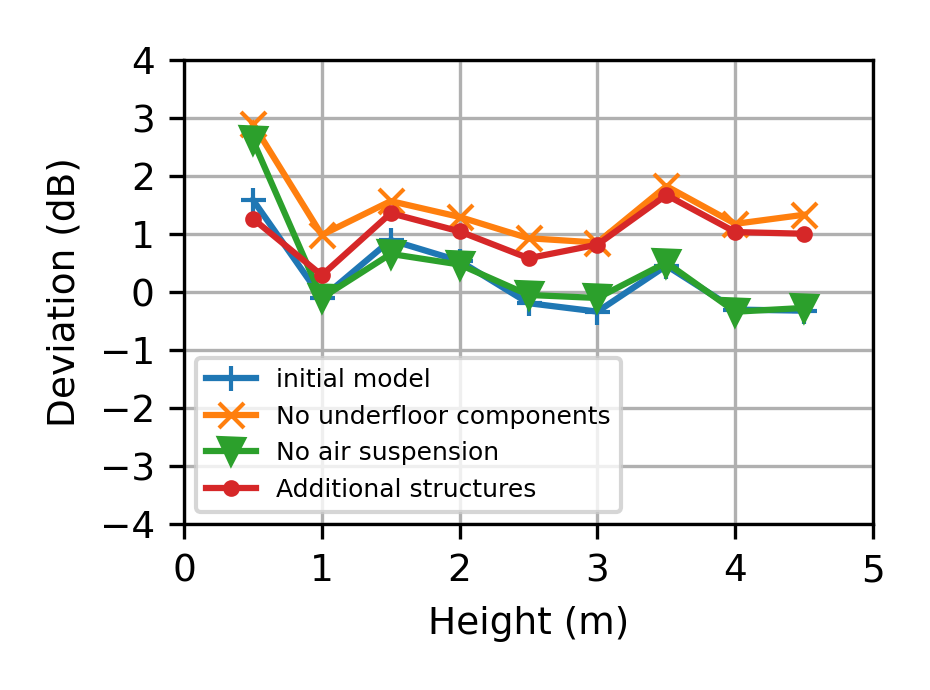 4
3
2
1
0
−1
−2
−3
−4
Deviation (dB)
initial model
No underfloor components
No air suspension
Additional structures
0 1 2 3 4 5
Height (m)